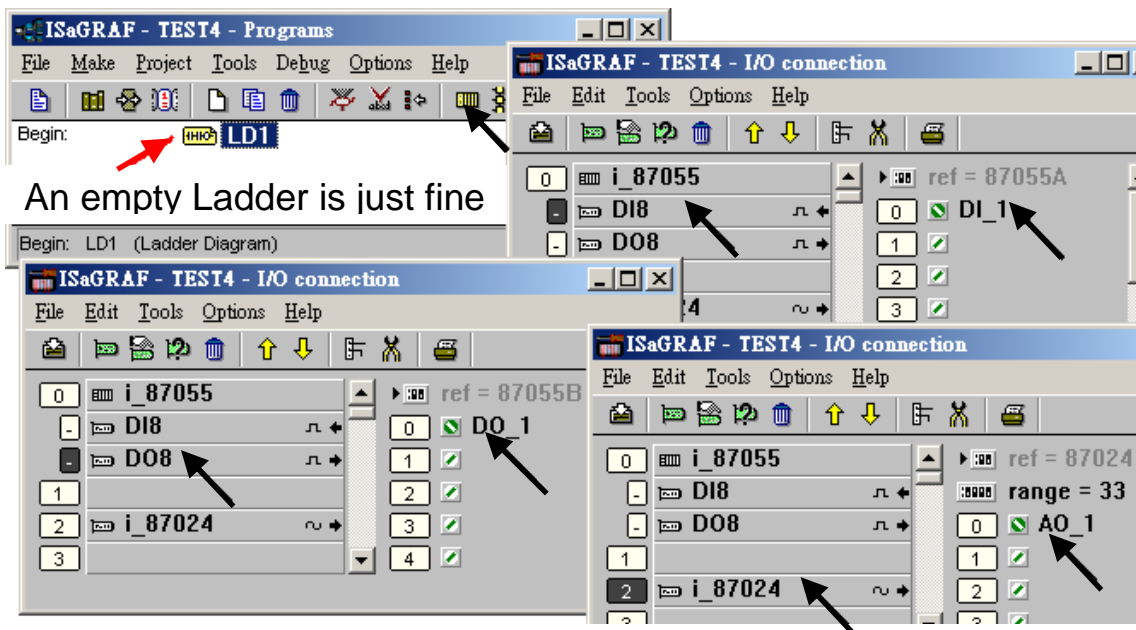 ISaGRAF - TEST4 - Programs
File Make Project Tools Debug Options Help
Begin: LD1
An empty Ladder is just fine
Begin: LD1 (Ladder Diagram)
ISaGRAF - TEST4 - I/O connection
File Edit Tools Options Help
0 i_87055 ref = 87055A
- DI8 0 DI_1
- DO8 1
2
24 3
ISaGRAF - TEST4 - I/O connection
File Edit Tools Options Help
0 i_87055 ref = 87055B
- DI8 0 DO_1
- DO8 1
1 2
2 i_87024 3
3 4
ISaGRAF - TEST4 - I/O connection
File Edit Tools Options Help
0 i_87055 ref = 87024
- DI8 range = 33
- DO8 0 AO_1
1 1
2 i_87024 2
3 3